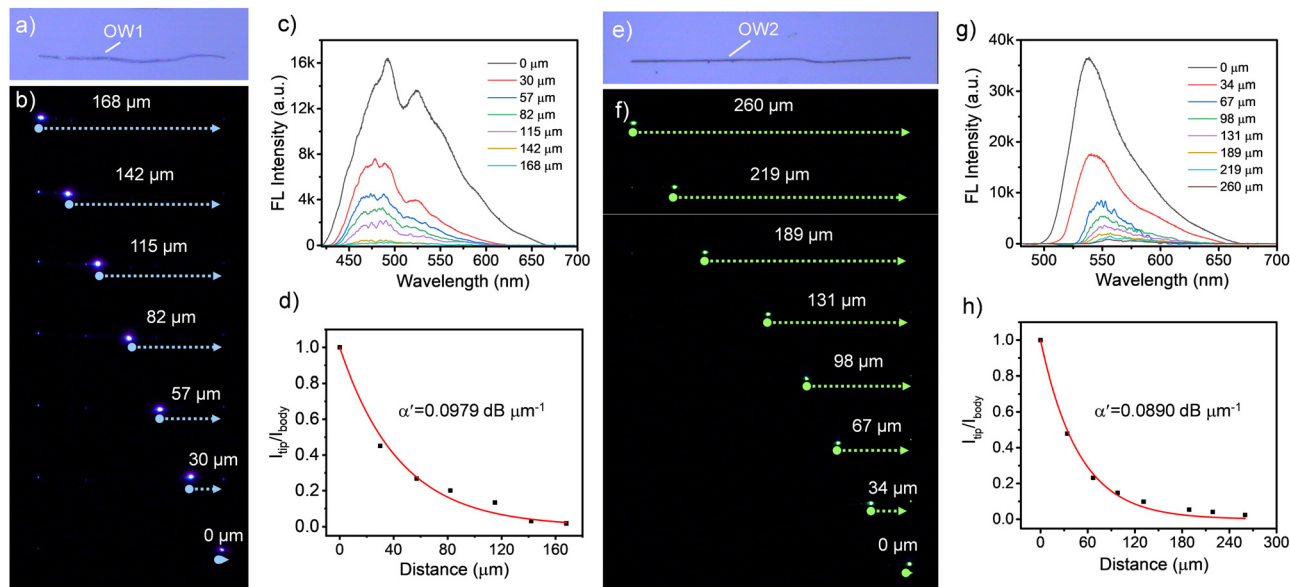 a)
OW1
b)
168 μm
142 μm
115 μm
82 μm
57 μm
30 μm
0 μm
c)
FL Intensity (a.u.)
16k
12k
8k
4k
0
450 500 550 600 650 700
Wavelength (nm)
0 μm
30 μm
57 μm
82 μm
115 μm
142 μm
168 μm
d)
I_tip/I_body
1.0
0.8
0.6
0.4
0.2
0.0
α′=0.0979 dB μm⁻¹
0 40 80 120 160
Distance (μm)
e)
OW2
f)
260 μm
219 μm
189 μm
131 μm
98 μm
67 μm
34 μm
0 μm
g)
FL Intensity (a.u.)
40k
30k
20k
10k
0
500 550 600 650 700
Wavelength (nm)
0 μm
34 μm
67 μm
98 μm
131 μm
189 μm
219 μm
260 μm
h)
I_tip/I_body
1.0
0.8
0.6
0.4
0.2
0.0
α′=0.0890 dB μm⁻¹
0 60 120 180 240 300
Distance (μm)